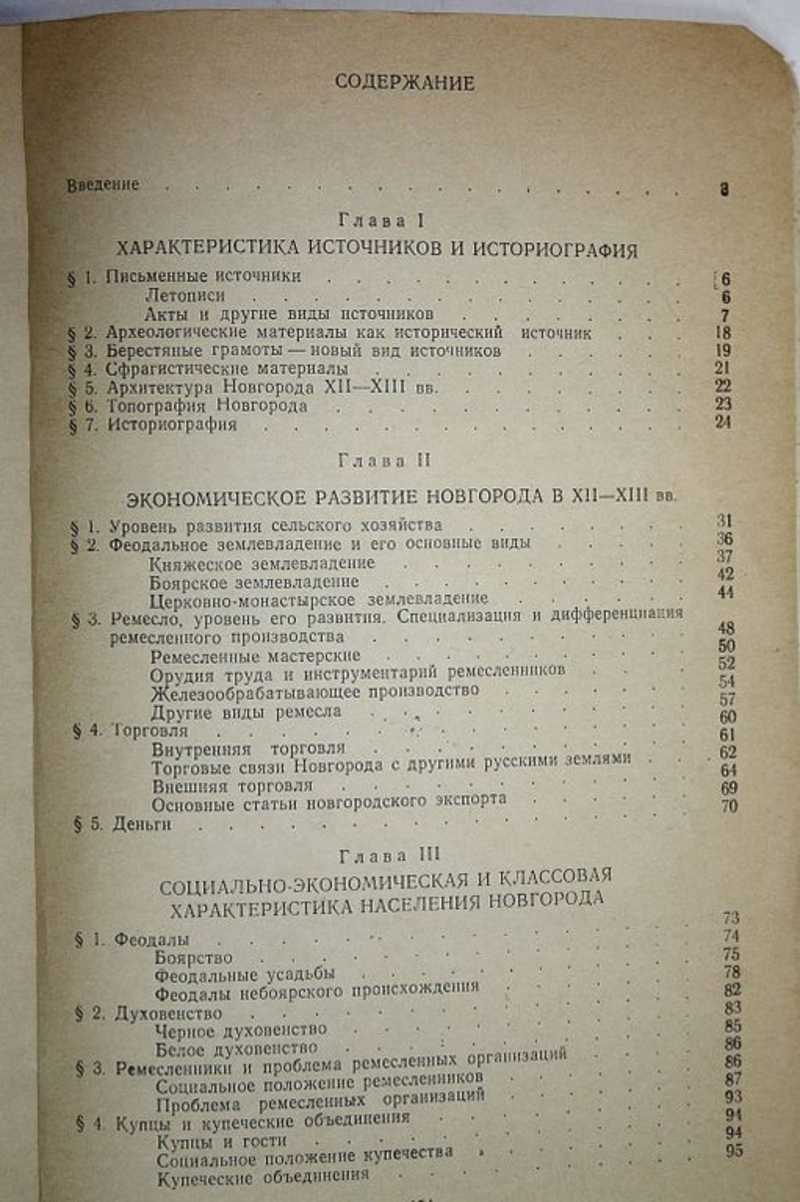 СОДЕРЖАНИЕ
Введение . . . . . . . . . . . . . . . . 3
Глава I
ХАРАКТЕРИСТИКА ИСТОЧНИКОВ И ИСТОРИОГРАФИЯ
§ 1. Письменные источники . . . . . . . . . . 6
Летописи . . . . . . . . . . . . 6
Акты и другие виды источников . . . . . . . 7
§ 2. Археологические материалы как исторический источник . . . 18
§ 3. Берестяные грамоты — новый вид источников . . . . . 19
§ 4. Сфрагистические материалы . . . . . . . . . 21
§ 5. Архитектура Новгорода XII—XIII вв. . . . . . . . 22
§ 6. Топография Новгорода . . . . . . . . . . 23
§ 7. Историография . . . . . . . . . . . . 24
Глава II
ЭКОНОМИЧЕСКОЕ РАЗВИТИЕ НОВГОРОДА В XII—XIII вв.
§ 1. Уровень развития сельского хозяйства . . . . . . 31
§ 2. Феодальное землевладение и его основные виды . . . . 36
Княжеское землевладение . . . . . . . . 37
Боярское землевладение . . . . . . . . 42
Церковно-монастырское землевладение . . . . . 44
§ 3. Ремесло, уровень его развития. Специализация и дифференциация
ремесленного производства . . . . . . . . 48
Ремесленные мастерские . . . . . . . . 50
Орудия труда и инструментарий ремесленников . . . 52
Железообрабатывающее производство . . . . . 54
Другие виды ремесла . . . . . . . . 57
§ 4. Торговля . . . . . . . . . . . . 60
Внутренняя торговля . . . . . . . . 61
Торговые связи Новгорода с другими русскими землями . . 62
Внешняя торговля . . . . . . . . . 64
Основные статьи новгородского экспорта . . . . 69
§ 5. Деньги . . . . . . . . . . . . 70
Глава III
СОЦИАЛЬНО-ЭКОНОМИЧЕСКАЯ И КЛАССОВАЯ
ХАРАКТЕРИСТИКА НАСЕЛЕНИЯ НОВГОРОДА
§ 1. Феодалы . . . . . . . . . . . . 73
Боярство . . . . . . . . . . . 74
Феодальные усадьбы . . . . . . . . 75
Феодалы небоярского происхождения . . . . . 78
§ 2. Духовенство . . . . . . . . . . . 82
Черное духовенство . . . . . . . . 83
Белое духовенство . . . . . . . . 85
§ 3. Ремесленники и проблема ремесленных организаций . . . 86
Социальное положение ремесленников . . . . . 86
Проблема ремесленных организаций . . . . . 87
§ 4. Купцы и купеческие объединения . . . . . . 93
Купцы и гости . . . . . . . . . 94
Социальное положение купечества . . . . . . 94
Купеческие объединения . . . . . . . . 95